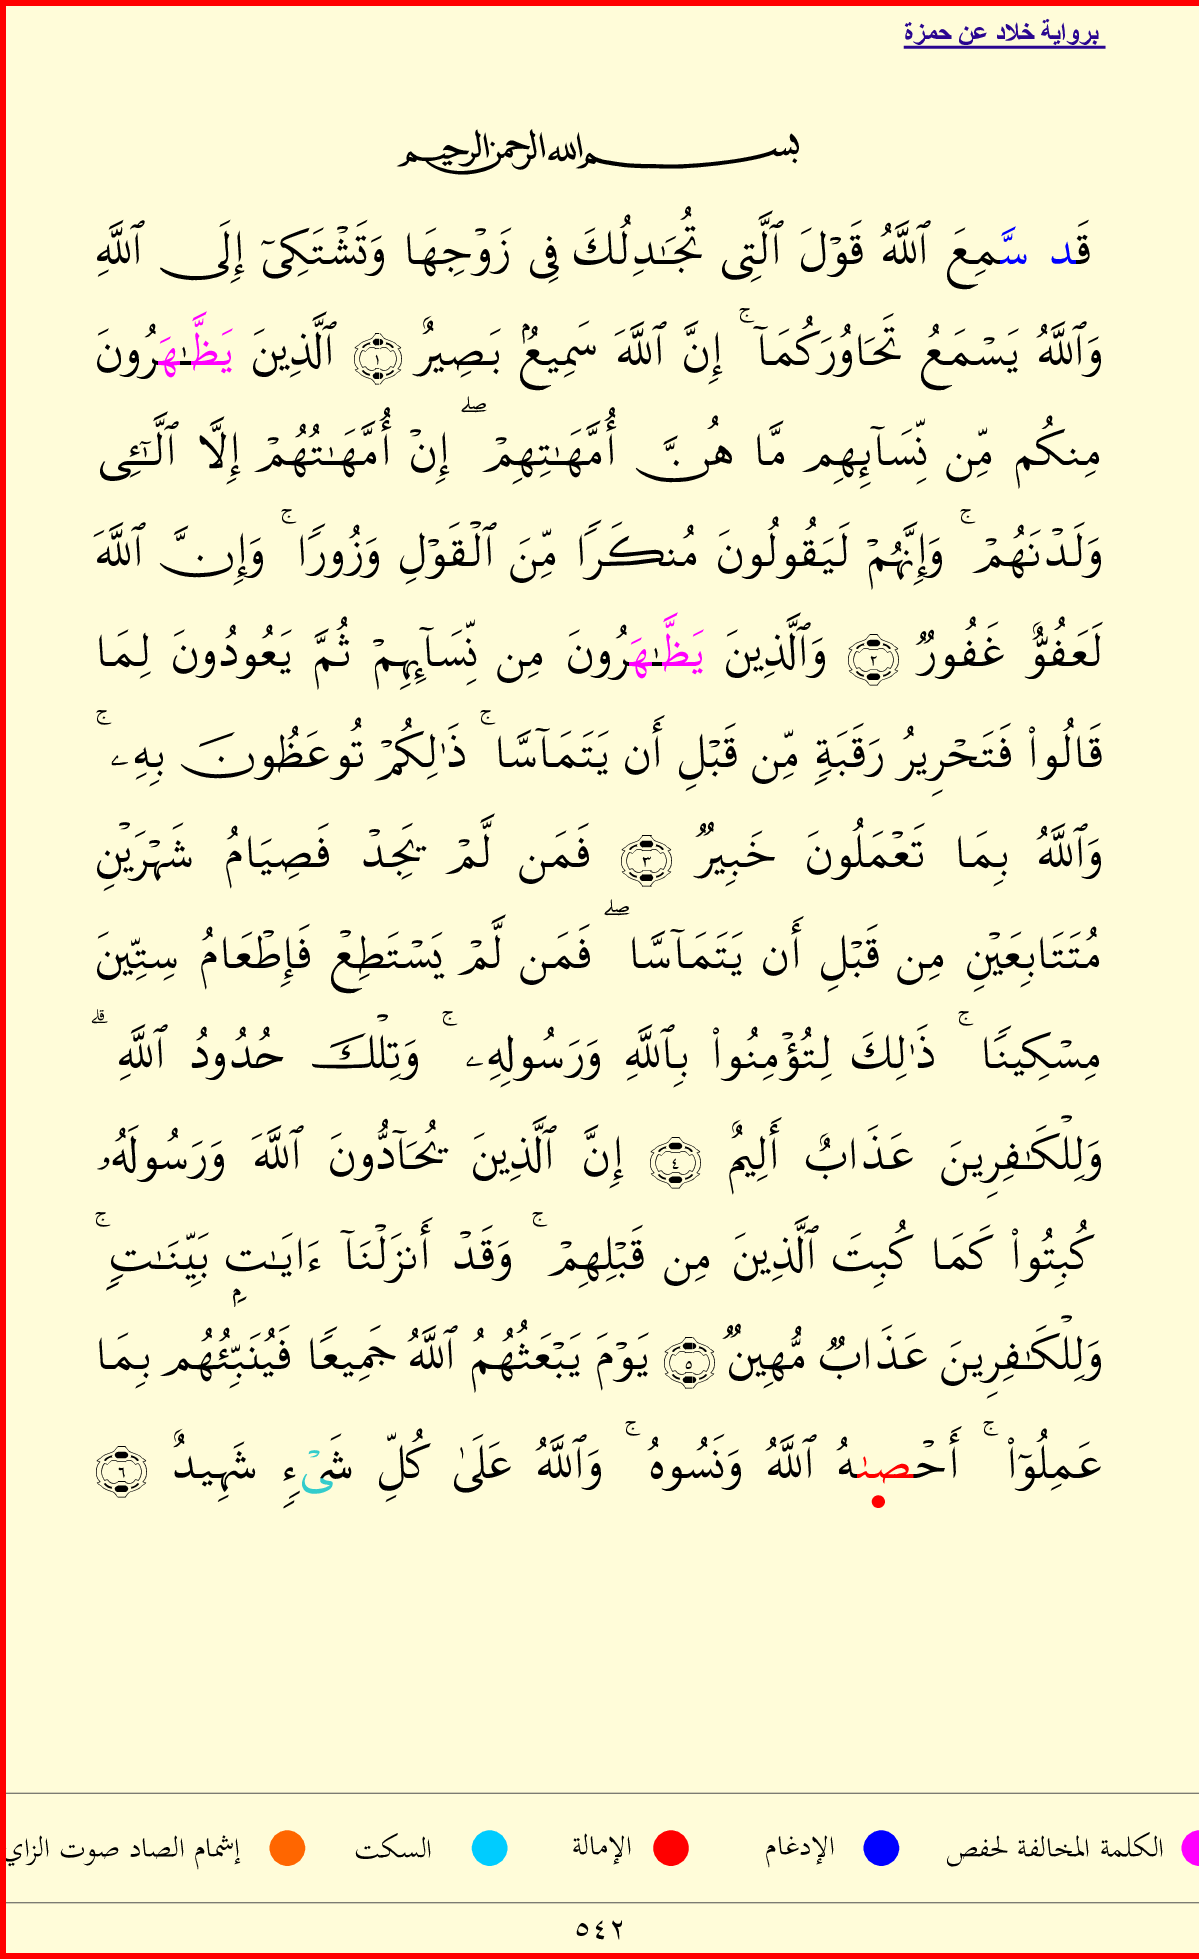 برواية خلاد عن حمزة
بسم الله الرحمن الرحيم
قَد سَّمِعَ ٱللَّهُ قَوْلَ ٱلَّتِى تُجَـٰدِلُكَ فِى زَوْجِهَا وَتَشْتَكِىٓ إِلَى ٱللَّهِ
وَٱللَّهُ يَسْمَعُ تَحَاوُرَكُمَآ ۚ إِنَّ ٱللَّهَ سَمِيعٌۢ بَصِيرٌ ١ ٱلَّذِينَ يَظَّـٰهَرُونَ
مِنكُم مِّن نِّسَآئِهِم مَّا هُنَّ أُمَّهَـٰتِهِمْ ۖ إِنْ أُمَّهَـٰتُهُمْ إِلَّا ٱلَّـٰٓـِٔى
وَلَدْنَهُمْ ۚ وَإِنَّهُمْ لَيَقُولُونَ مُنكَرًا مِّنَ ٱلْقَوْلِ وَزُورًا ۚ وَإِنَّ ٱللَّهَ
لَعَفُوٌّ غَفُورٌ ٢ وَٱلَّذِينَ يَظَّـٰهَرُونَ مِن نِّسَآئِهِمْ ثُمَّ يَعُودُونَ لِمَا
قَالُوا۟ فَتَحْرِيرُ رَقَبَةٍ مِّن قَبْلِ أَن يَتَمَآسَّا ۚ ذَٰلِكُمْ تُوعَظُونَ بِهِۦ ۚ
وَٱللَّهُ بِمَا تَعْمَلُونَ خَبِيرٌ ٣ فَمَن لَّمْ يَجِدْ فَصِيَامُ شَهْرَيْنِ
مُتَتَابِعَيْنِ مِن قَبْلِ أَن يَتَمَآسَّا ۖ فَمَن لَّمْ يَسْتَطِعْ فَإِطْعَامُ سِتِّينَ
مِسْكِينًا ۚ ذَٰلِكَ لِتُؤْمِنُوا۟ بِٱللَّهِ وَرَسُولِهِۦ ۚ وَتِلْكَ حُدُودُ ٱللَّهِ ۗ
وَلِلْكَـٰفِرِينَ عَذَابٌ أَلِيمٌ ٤ إِنَّ ٱلَّذِينَ يُحَآدُّونَ ٱللَّهَ وَرَسُولَهُۥ
كُبِتُوا۟ كَمَا كُبِتَ ٱلَّذِينَ مِن قَبْلِهِمْ ۚ وَقَدْ أَنزَلْنَآ ءَايَـٰتٍۭ بَيِّنَـٰتٍ ۚ
وَلِلْكَـٰفِرِينَ عَذَابٌ مُّهِينٌ ٥ يَوْمَ يَبْعَثُهُمُ ٱللَّهُ جَمِيعًا فَيُنَبِّئُهُم بِمَا
عَمِلُوٓا۟ ۚ أَحْصَىٰهُ ٱللَّهُ وَنَسُوهُ ۚ وَٱللَّهُ عَلَىٰ كُلِّ شَىْءٍ شَهِيدٌ ٦
الكلمة المخالفة لحفص الإدغام الإمالة السكت إشمام الصاد صوت الزاي
٥٤٢